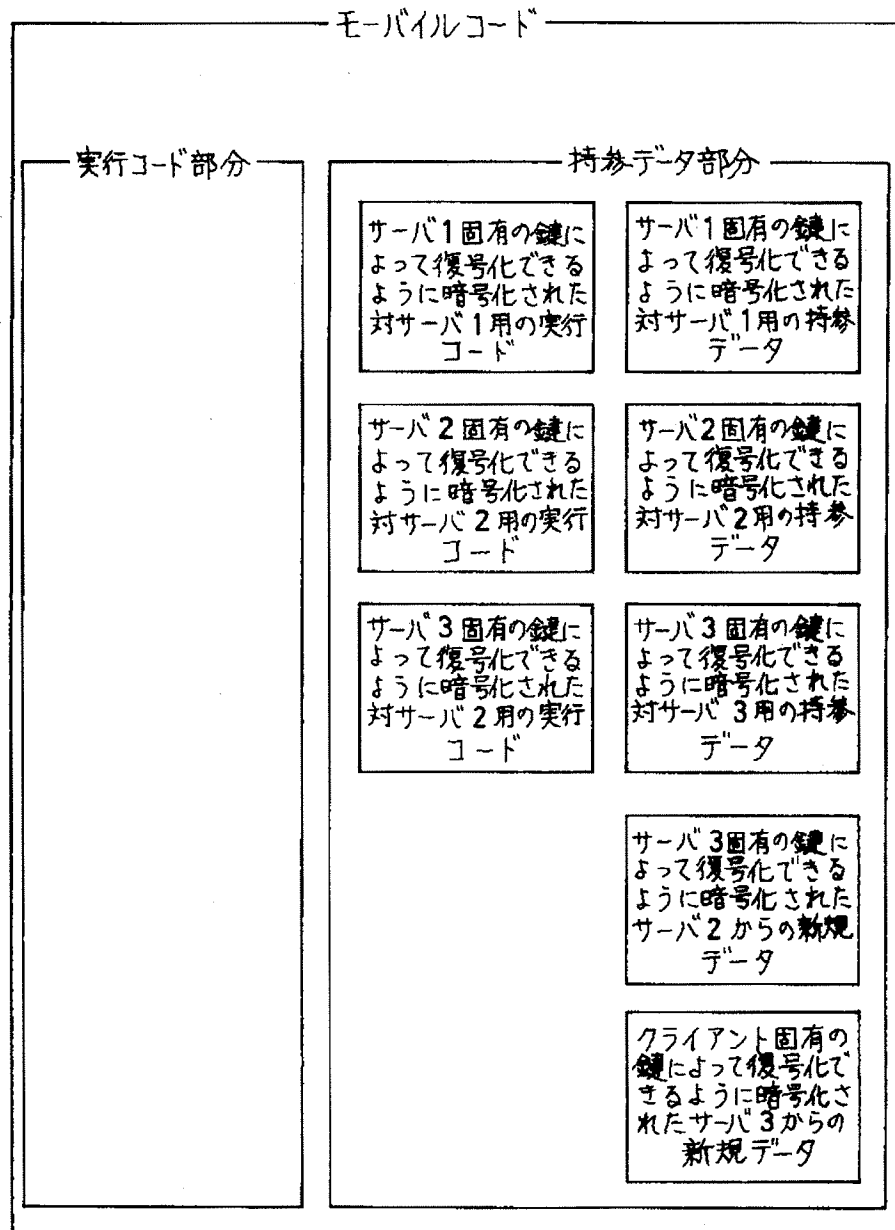 モーバイルコード
実行コード部分
持参データ部分
サーバ1固有の鍵に
よって復号化できる
ように暗号化された
対サーバ1用の実行
コード
サーバ1固有の鍵に
よって復号化できる
ように暗号化された
対サーバ1用の持参
データ
サーバ2固有の鍵に
よって復号化できる
ように暗号化された
対サーバ2用の実行
コード
サーバ2固有の鍵に
よって復号化できる
ように暗号化された
対サーバ2用の持参
データ
サーバ3固有の鍵に
よって復号化できる
ように暗号化された
対サーバ2用の実行
コード
サーバ3固有の鍵に
よって復号化できる
ように暗号化された
対サーバ3用の持参
データ
サーバ3固有の鍵に
よって復号化できる
ように暗号化された
サーバ2からの新規
データ
クライアント固有の
鍵によって復号化で
きるように暗号化さ
れたサーバ3からの
新規データ